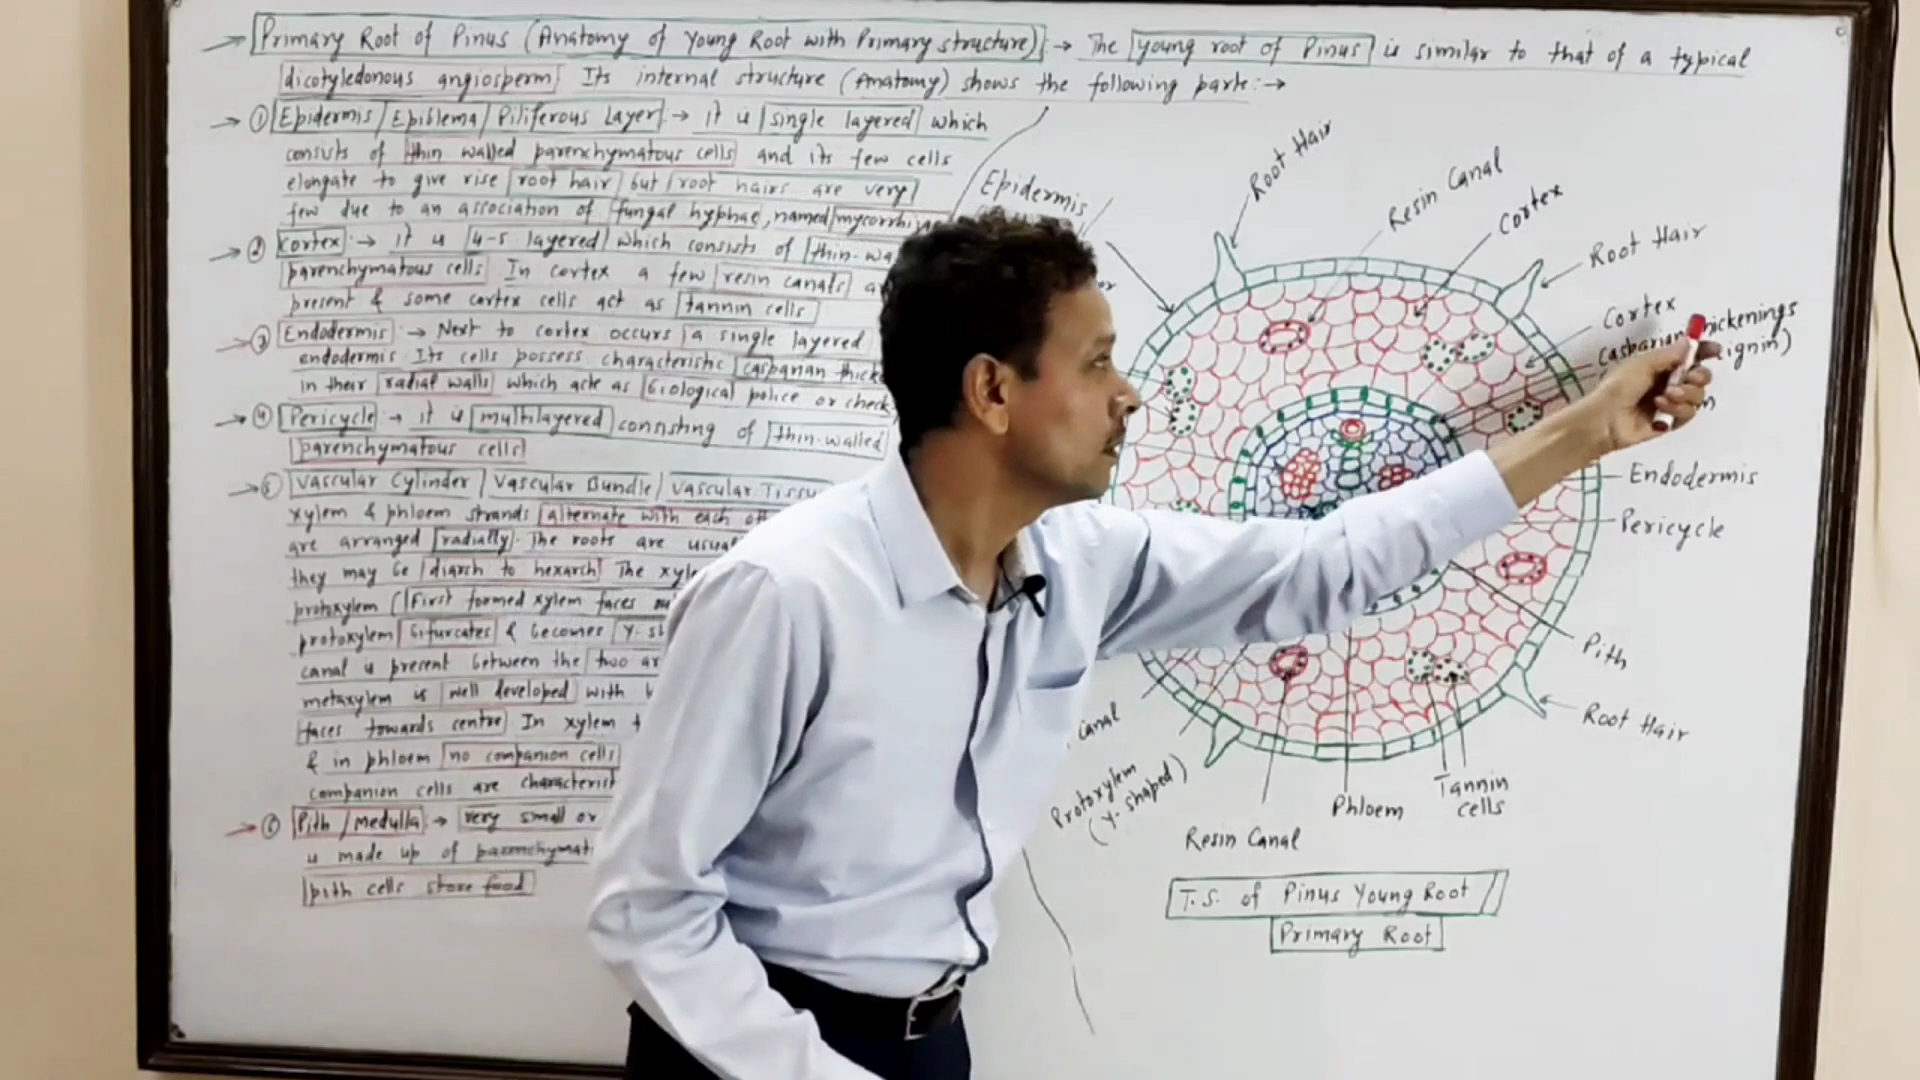 Primary Root of Pinus (Anatomy of Young Root with Primary structure) :→ The young root of Pinus is similar to that of a typical
dicotyledonous angiosperm Its internal structure (Anatomy) shows the following parts :→
→ ① Epidermis / Epiblema / Piliferous Layer → it is single layered which
consists of thin walled parenchymatous cells and its few cells
elongate to give rise root hair but root hairs are very
few due to an association of fungal hyphae, named
→ ② Cortex → it is 4-5 layered which consists of
parenchymatous cells In cortex a few resin canals
present & some cortex cells act as tannin cells
→ ③ Endodermis → Next to cortex occurs a single layered
endodermis. Its cells possess characteristic casparian
in their radial walls which acts as biological police or check
→ ④ Pericycle → it is multilayered consisting of thin-walled
parenchymatous cells
→ ⑤ Vascular Cylinder / Vascular Bundle / Vascular
xylem & phloem strands alternate with each
are arranged radially. The roots are
they may be diarch to hexarch The
protoxylem (First formed xylem faces
protoxylem bifurcates & becomes
canal is present between the two
metaxylem is well developed with
faces towards centre In xylem
& in phloem no companion cells
companion cells are
→ ⑥ Pith / Medulla → very small or
is made up of
pith cells store food
Epidermis
Root Hair
Resin Canal
Cortex
Root Hair
Cortex
Endodermis
Pericycle
Pith
Root Hair
Tannin
cells
Phloem
Resin Canal
Canal
Protoxylem
(Y-shaped)
T.S. of Pinus Young Root /
Primary Root